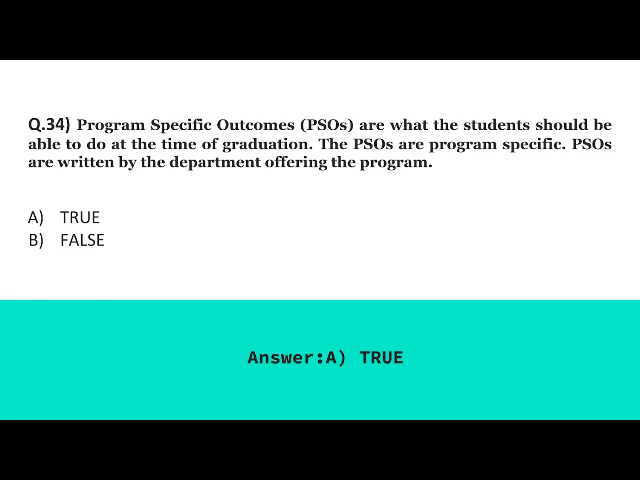 Q.34) Program Specific Outcomes (PSOs) are what the students should be
able to do at the time of graduation. The PSOs are program specific. PSOs
are written by the department offering the program.
A) TRUE
B) FALSE
Answer:A) TRUE